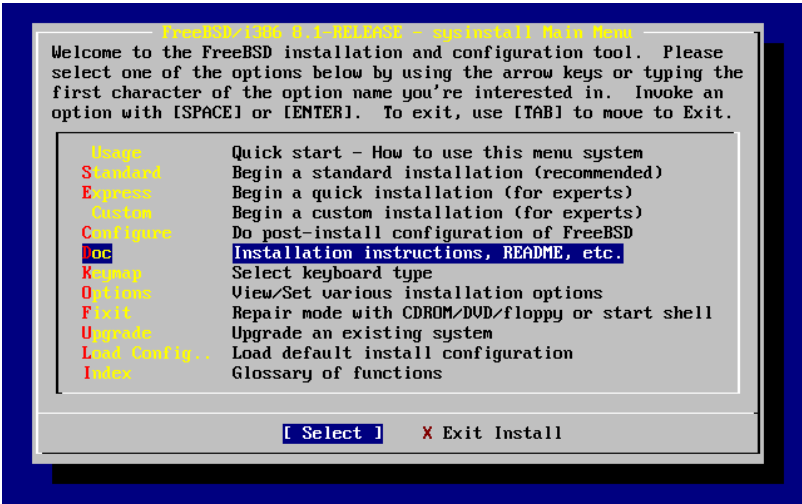 FreeBSD/i386 8.1-RELEASE - sysinstall Main Menu
Welcome to the FreeBSD installation and configuration tool.  Please
select one of the options below by using the arrow keys or typing the
first character of the option name you're interested in.  Invoke an
option with [SPACE] or [ENTER].  To exit, use [TAB] to move to Exit.
Usage Quick start - How to use this menu system
Standard Begin a standard installation (recommended)
Express Begin a quick installation (for experts)
Custom Begin a custom installation (for experts)
Configure Do post-install configuration of FreeBSD
Doc Installation instructions, README, etc.
Keymap Select keyboard type
Options View/Set various installation options
Fixit Repair mode with CDROM/DVD/floppy or start shell
Upgrade Upgrade an existing system
Load Config.. Load default install configuration
Index Glossary of functions
[ Select ] X Exit Install